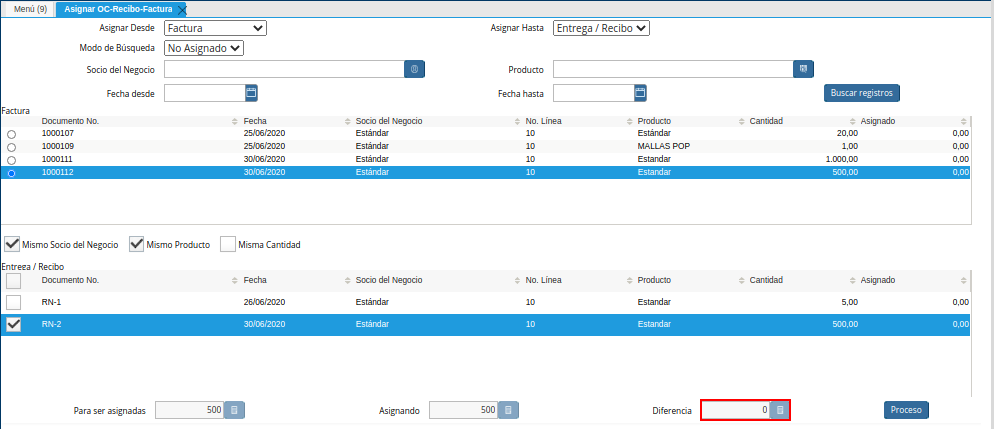 Menú (9) Asignar OC-Recibo-Factura
Asignar Desde Factura Asignar Hasta Entrega / Recibo
Modo de Búsqueda No Asignado
Socio del Negocio Producto
Fecha desde Fecha hasta Buscar registros
Factura
Documento No. Fecha Socio del Negocio No. Línea Producto Cantidad Asignado
1000107 25/06/2020 Estándar 10 Estándar 20,00 0,00
1000109 25/06/2020 Estándar 10 MALLAS POP 1,00 0,00
1000111 30/06/2020 Estándar 10 Estandar 1.000,00 0,00
1000112 30/06/2020 Estándar 10 Estandar 500,00 0,00
Mismo Socio del Negocio Mismo Producto Misma Cantidad
Entrega / Recibo
Documento No. Fecha Socio del Negocio No. Línea Producto Cantidad Asignado
RN-1 26/06/2020 Estándar 10 Estandar 5,00 0,00
RN-2 30/06/2020 Estándar 10 Estandar 500,00 0,00
Para ser asignadas 500 Asignando 500 Diferencia 0 Proceso